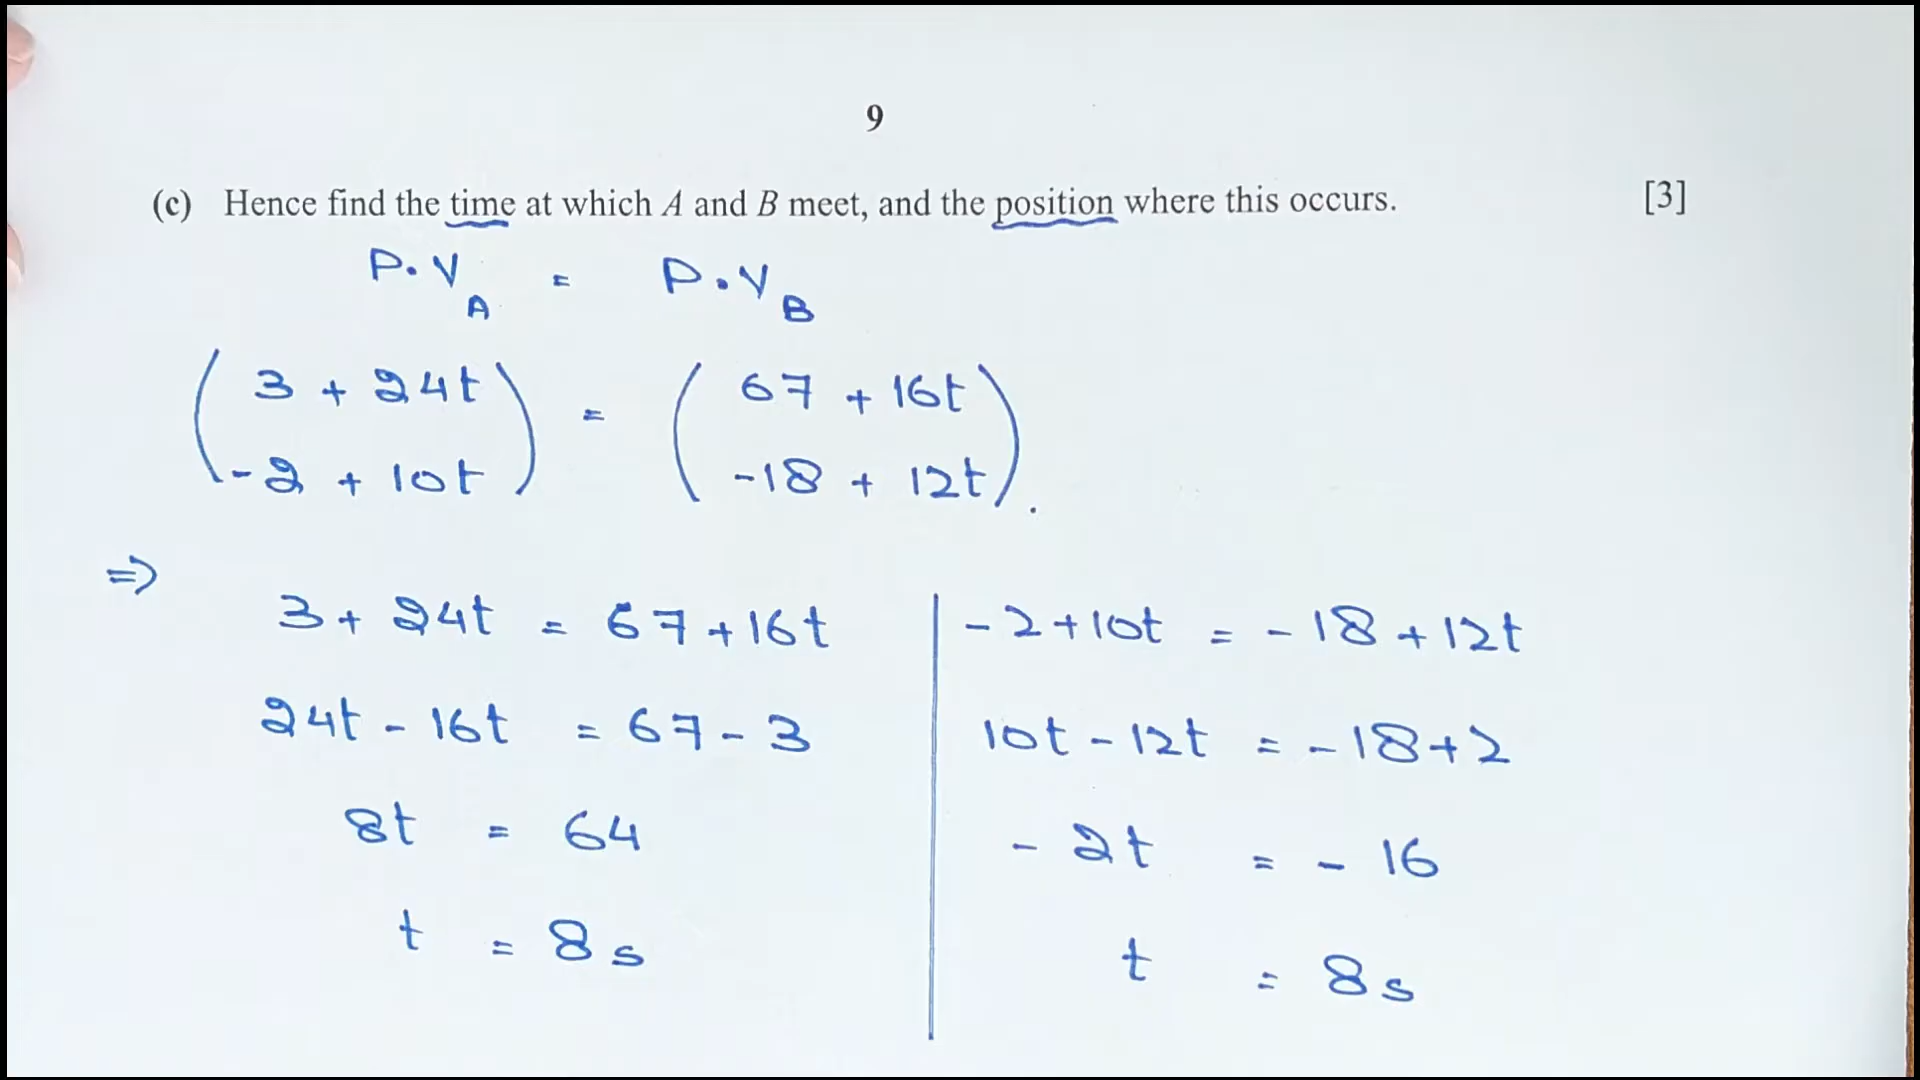 9
(c) Hence find the time at which A and B meet, and the position where this occurs. [3]
P.V_A = P.V_B
( 3 + 24t ) = ( 67 + 16t )
( -2 + 10t ) ( -18 + 12t ).
⇒
3 + 24t = 67 + 16t
24t - 16t = 67 - 3
8t = 64
t = 8 s
-2 + 10t = -18 + 12t
10t - 12t = -18 + 2
- 2t = - 16
t = 8 s